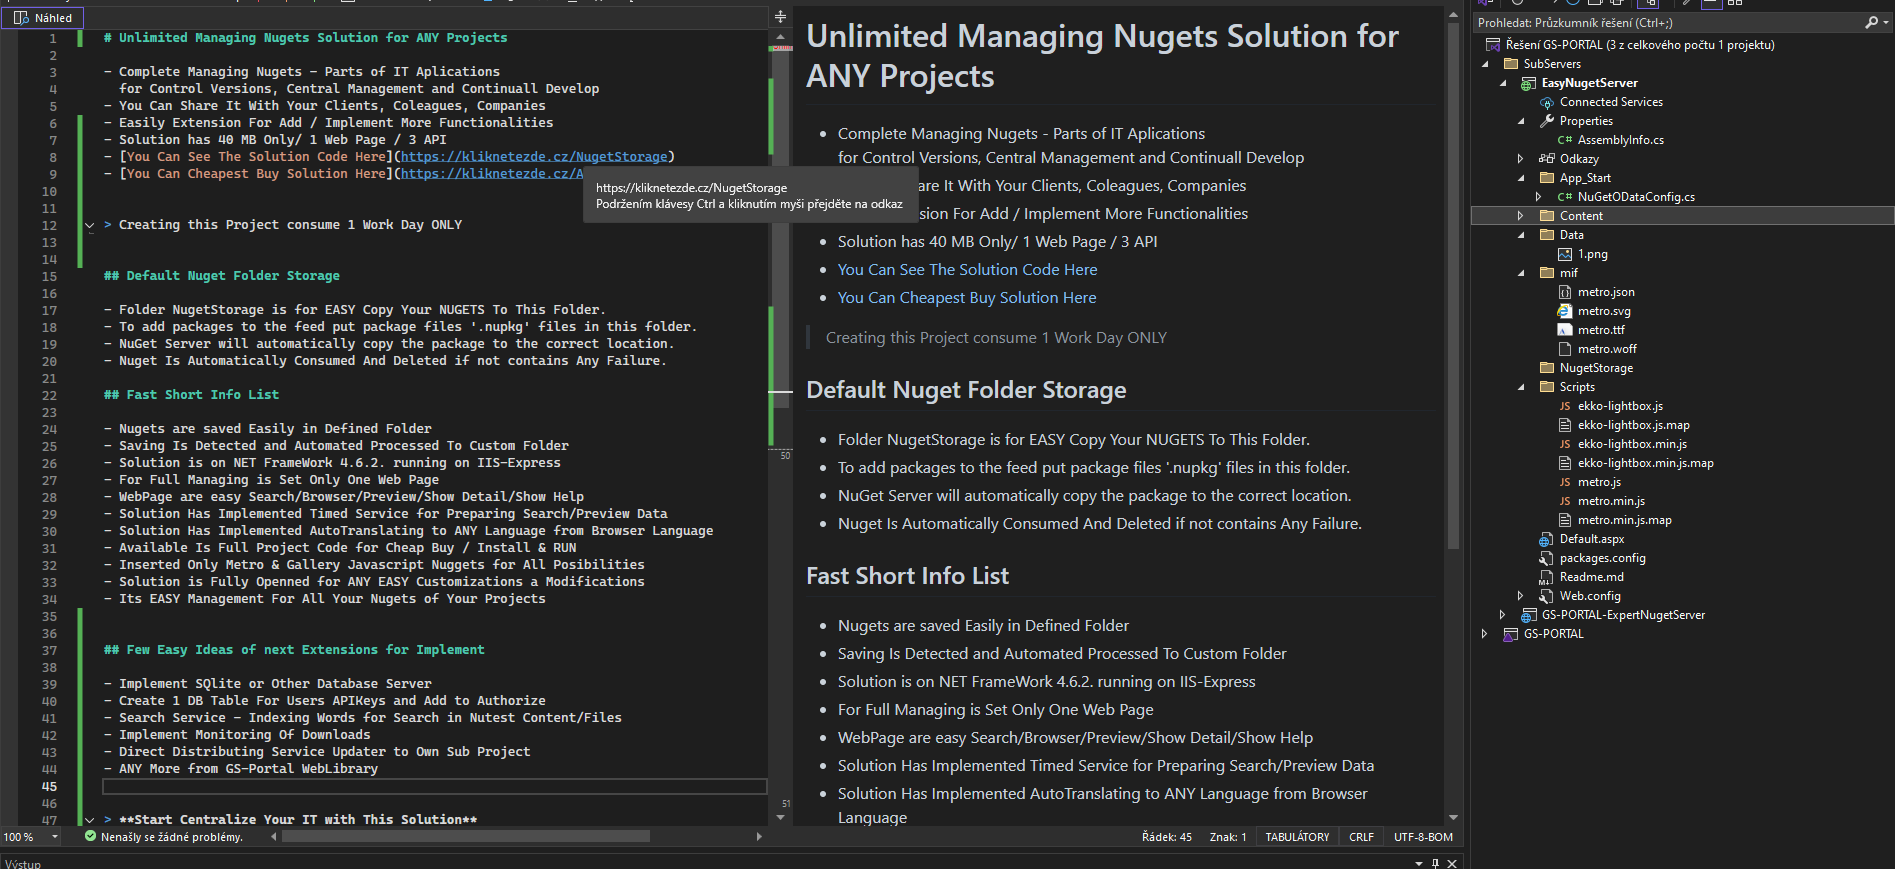 Náhled
1 # Unlimited Managing Nugets Solution for ANY Projects
2
3 - Complete Managing Nugets - Parts of IT Aplications
4 for Control Versions, Central Management and Continuall Develop
5 - You Can Share It With Your Clients, Coleagues, Companies
6 - Easily Extension For Add / Implement More Functionalities
7 - Solution has 40 MB Only/ 1 Web Page / 3 API
8 - [You Can See The Solution Code Here](https://kliknetezde.cz/NugetStorage)
9 - [You Can Cheapest Buy Solution Here](https://kliknetezde.cz/A
10
11
12 > Creating this Project consume 1 Work Day ONLY
13
14
15 ## Default Nuget Folder Storage
16
17 - Folder NugetStorage is for EASY Copy Your NUGETS To This Folder.
18 - To add packages to the feed put package files '.nupkg' files in this folder.
19 - NuGet Server will automatically copy the package to the correct location.
20 - Nuget Is Automatically Consumed And Deleted if not contains Any Failure.
21
22 ## Fast Short Info List
23
24 - Nugets are saved Easily in Defined Folder
25 - Saving Is Detected and Automated Processed To Custom Folder
26 - Solution is on NET FrameWork 4.6.2. running on IIS-Express
27 - For Full Managing is Set Only One Web Page
28 - WebPage are easy Search/Browser/Preview/Show Detail/Show Help
29 - Solution Has Implemented Timed Service for Preparing Search/Preview Data
30 - Solution Has Implemented AutoTranslating to ANY Language from Browser Language
31 - Available Is Full Project Code for Cheap Buy / Install & RUN
32 - Inserted Only Metro & Gallery Javascript Nuggets for All Posibilities
33 - Solution is Fully Openned for ANY EASY Customizations a Modifications
34 - Its EASY Management For All Your Nugets of Your Projects
35
36
37 ## Few Easy Ideas of next Extensions for Implement
38
39 - Implement SQlite or Other Database Server
40 - Create 1 DB Table For Users APIKeys and Add to Authorize
41 - Search Service - Indexing Words for Search in Nutest Content/Files
42 - Implement Monitoring Of Downloads
43 - Direct Distributing Service Updater to Own Sub Project
44 - ANY More from GS-Portal WebLibrary
45
46
47 > **Start Centralize Your IT with This Solution**
https://kliknetezde.cz/NugetStorage
Podržením klávesy Ctrl a kliknutím myši přejděte na odkaz
50
51
100 %
Nenašly se žádné problémy.
Unlimited Managing Nugets Solution for
ANY Projects
Complete Managing Nugets - Parts of IT Aplications
for Control Versions, Central Management and Continuall Develop
are It With Your Clients, Coleagues, Companies
sion For Add / Implement More Functionalities
Solution has 40 MB Only/ 1 Web Page / 3 API
You Can See The Solution Code Here
You Can Cheapest Buy Solution Here
Creating this Project consume 1 Work Day ONLY
Default Nuget Folder Storage
Folder NugetStorage is for EASY Copy Your NUGETS To This Folder.
To add packages to the feed put package files '.nupkg' files in this folder.
NuGet Server will automatically copy the package to the correct location.
Nuget Is Automatically Consumed And Deleted if not contains Any Failure.
Fast Short Info List
Nugets are saved Easily in Defined Folder
Saving Is Detected and Automated Processed To Custom Folder
Solution is on NET FrameWork 4.6.2. running on IIS-Express
For Full Managing is Set Only One Web Page
WebPage are easy Search/Browser/Preview/Show Detail/Show Help
Solution Has Implemented Timed Service for Preparing Search/Preview Data
Solution Has Implemented AutoTranslating to ANY Language from Browser
Language
Řádek: 45 Znak: 1 TABULÁTORY CRLF UTF-8-BOM
Výstup
Prohledat: Průzkumník řešení (Ctrl+;)
Řešení GS-PORTAL (3 z celkového počtu 1 projektu)
SubServers
EasyNugetServer
Connected Services
Properties
C# AssemblyInfo.cs
Odkazy
App_Start
C# NuGetODataConfig.cs
Content
Data
1.png
mif
metro.json
metro.svg
metro.ttf
metro.woff
NugetStorage
Scripts
JS ekko-lightbox.js
ekko-lightbox.js.map
JS ekko-lightbox.min.js
ekko-lightbox.min.js.map
JS metro.js
JS metro.min.js
metro.min.js.map
Default.aspx
packages.config
Readme.md
Web.config
GS-PORTAL-ExpertNugetServer
GS-PORTAL